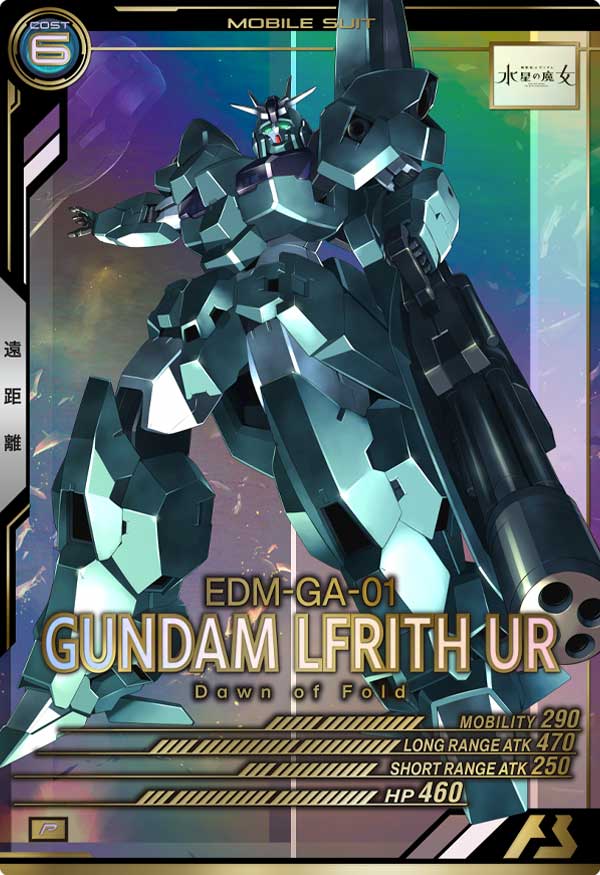 COST
6
MOBILE SUIT
水星の魔女
遠距離
EDM-GA-01
GUNDAM LFRITH UR
Dawn of Fold
MOBILITY 290
LONG RANGE ATK 470
SHORT RANGE ATK 250
HP 460
P